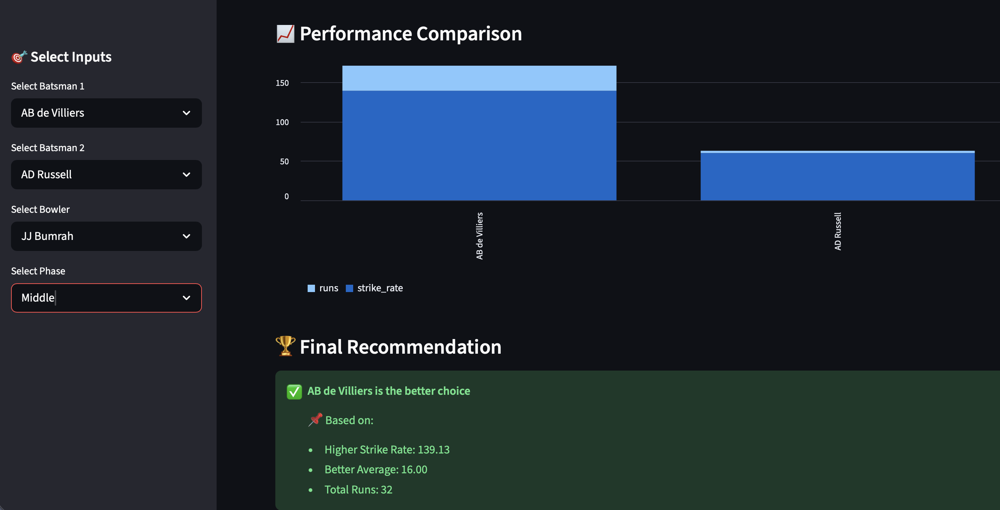 Select Inputs
Select Batsman 1
AB de Villiers
Select Batsman 2
AD Russell
Select Bowler
JJ Bumrah
Select Phase
Middle
Performance Comparison
150
100
50
0
AB de Villiers
AD Russell
runs
strike_rate
Final Recommendation
AB de Villiers is the better choice
Based on:
• Higher Strike Rate: 139.13
• Better Average: 16.00
• Total Runs: 32